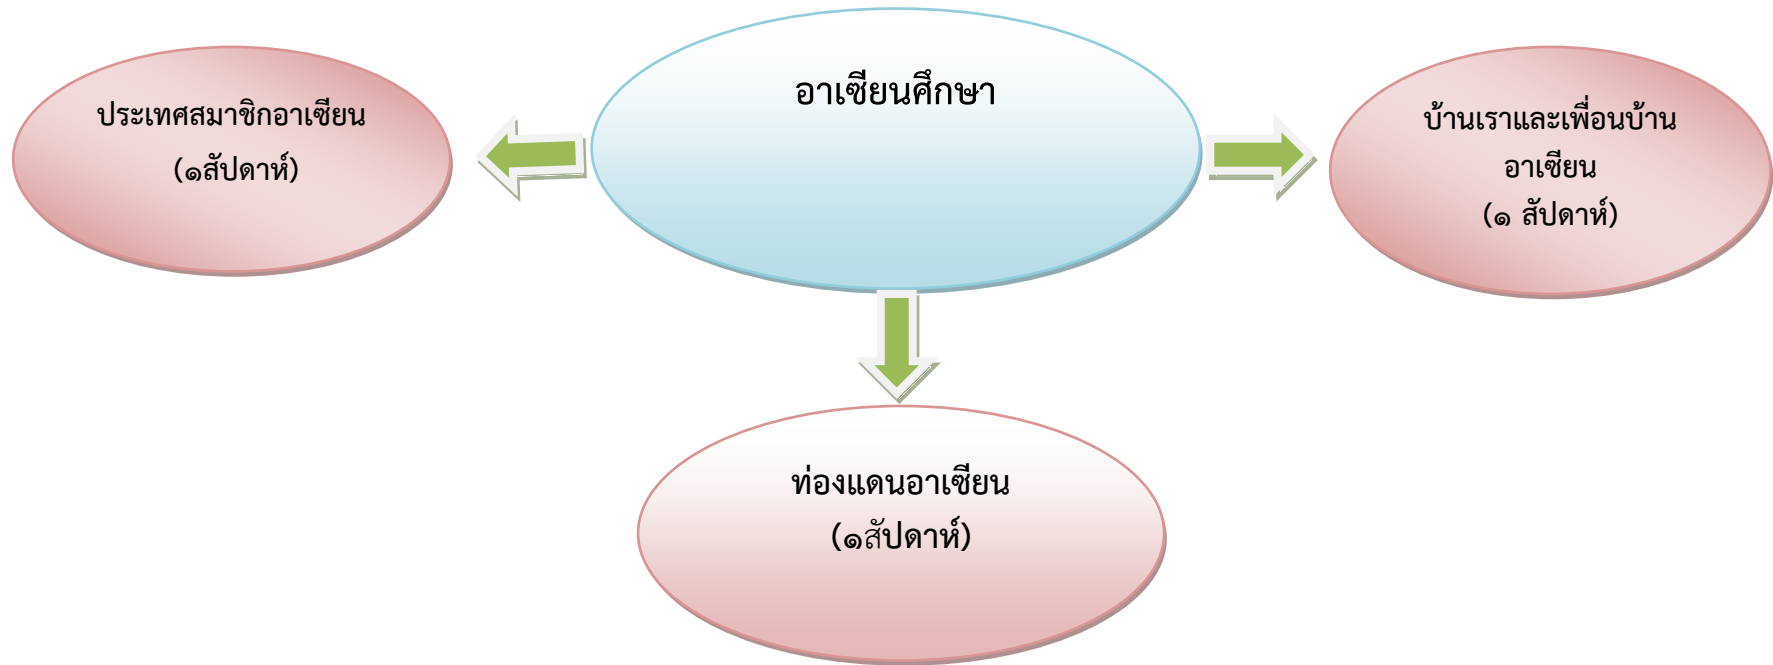 อาเซียนศึกษา
ประเทศสมาชิกอาเซียน
(๑สัปดาห์)
บ้านเราและเพื่อนบ้าน
อาเซียน
(๑ สัปดาห์)
ท่องแดนอาเซียน
(๑สัปดาห์)